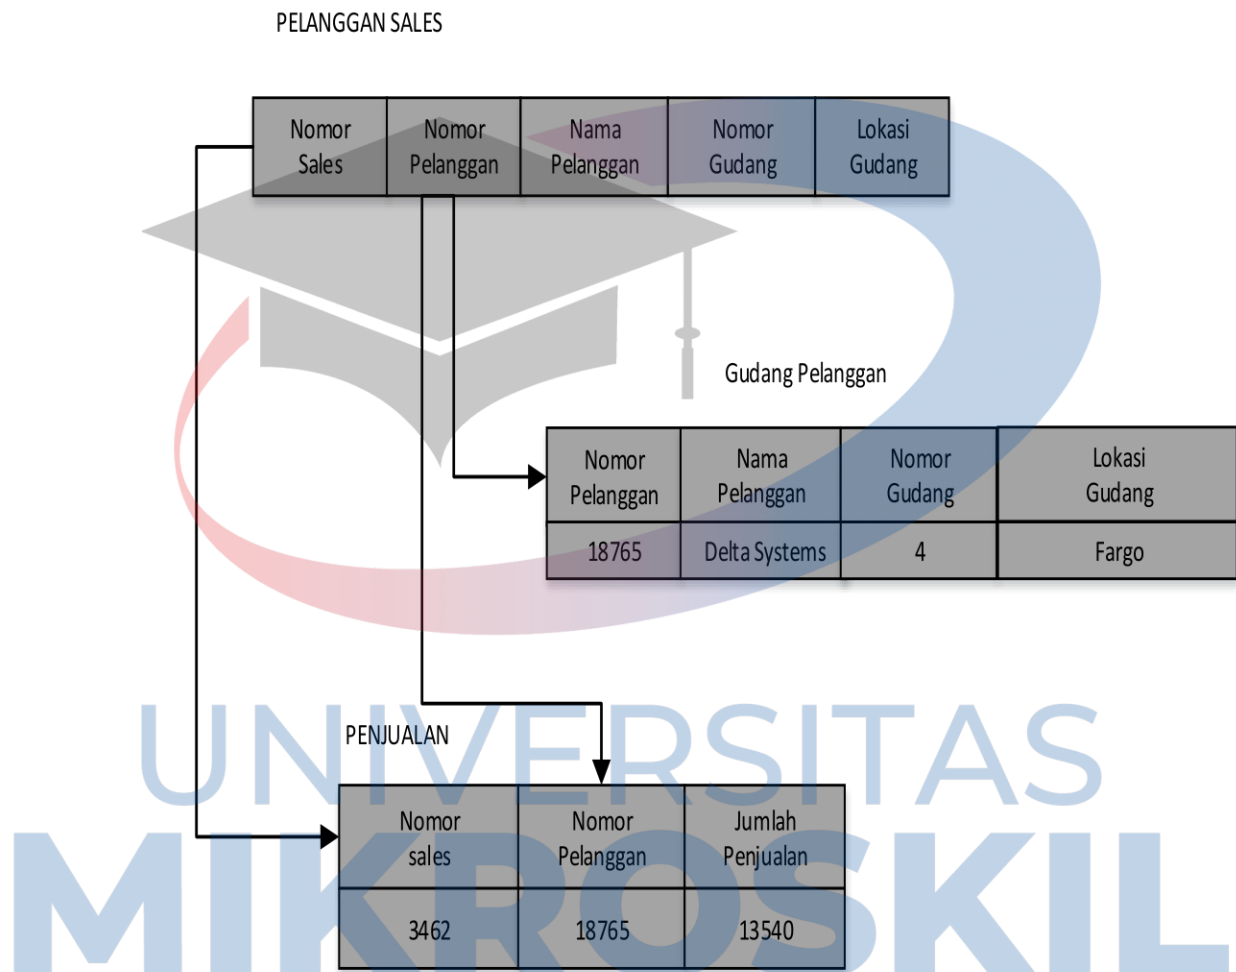 PELANGGAN SALES
Nomor Sales
Nomor Pelanggan
Nama Pelanggan
Nomor Gudang
Lokasi Gudang
Gudang Pelanggan
Nomor Pelanggan
Nama Pelanggan
Nomor Gudang
Lokasi Gudang
18765
Delta Systems
4
Fargo
PENJUALAN
Nomor sales
Nomor Pelanggan
Jumlah Penjualan
3462
18765
13540
UNIVERSITAS
MIKROSKIL